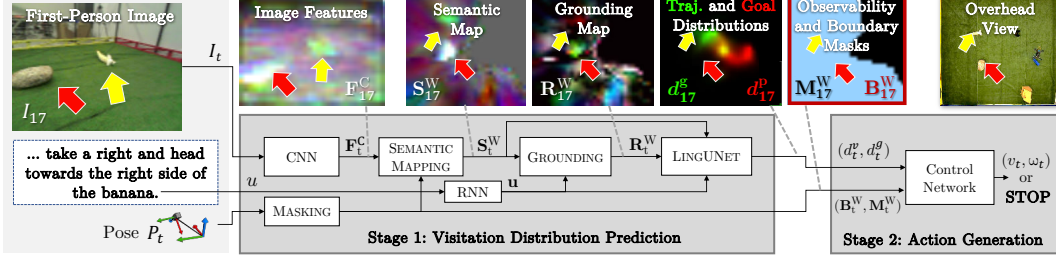 First-Person Image
I_t
I_17
Image Features
F^C_17
Semantic
Map
S^W_17
Grounding
Map
R^W_17
Traj. and Goal
Distributions
d^g_17 d^p_17
Observability
and Boundary
Masks
M^W_17 B^W_17
Overhead
View
... take a right and head
towards the right side of
the banana.
u
Pose P_t
CNN
F^C_t
SEMANTIC
MAPPING
S^W_t
GROUNDING
R^W_t
LINGUNET
RNN
u
MASKING
Stage 1: Visitation Distribution Prediction
(d^p_t, d^g_t)
(B^W_t, M^W_t)
Control
Network
(v_t, ω_t)
or
STOP
Stage 2: Action Generation